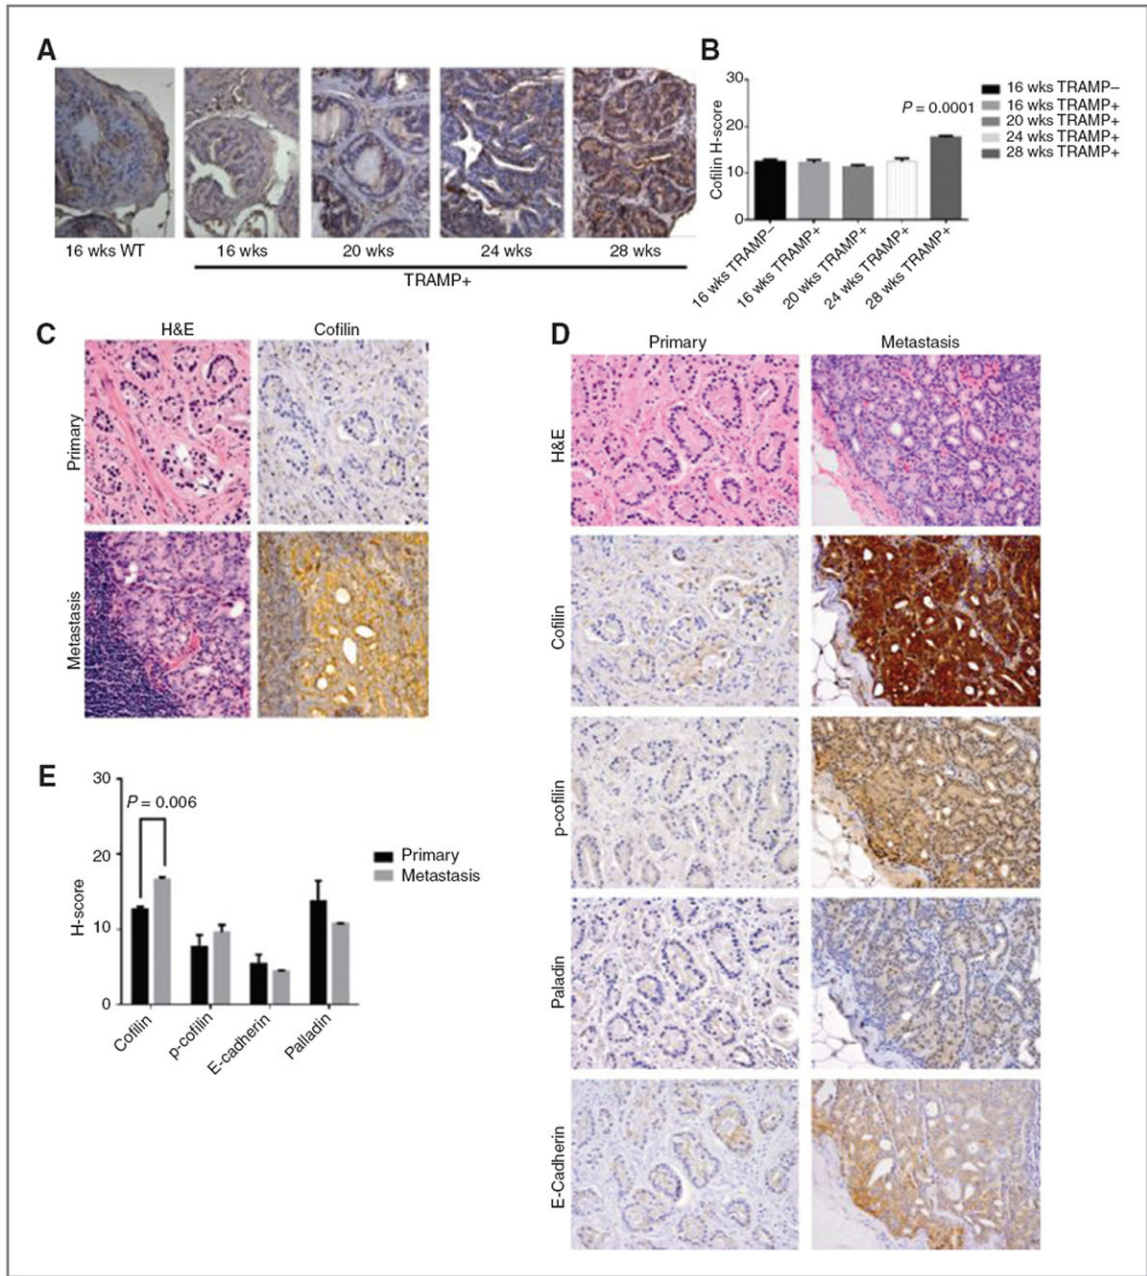 A
16 wks WT
16 wks
20 wks
24 wks
28 wks
TRAMP+
B
30
20
10
0
Cofilin H-score
P = 0.0001
16 wks TRAMP–
16 wks TRAMP+
20 wks TRAMP+
24 wks TRAMP+
28 wks TRAMP+
16 wks TRAMP–
16 wks TRAMP+
20 wks TRAMP+
24 wks TRAMP+
28 wks TRAMP+
C
H&E
Cofilin
Primary
Metastasis
D
Primary
Metastasis
H&E
Cofilin
p-cofilin
Paladin
E-Cadherin
E
30
20
10
0
H-score
P = 0.006
Primary
Metastasis
Cofilin
p-cofilin
E-cadherin
Palladin